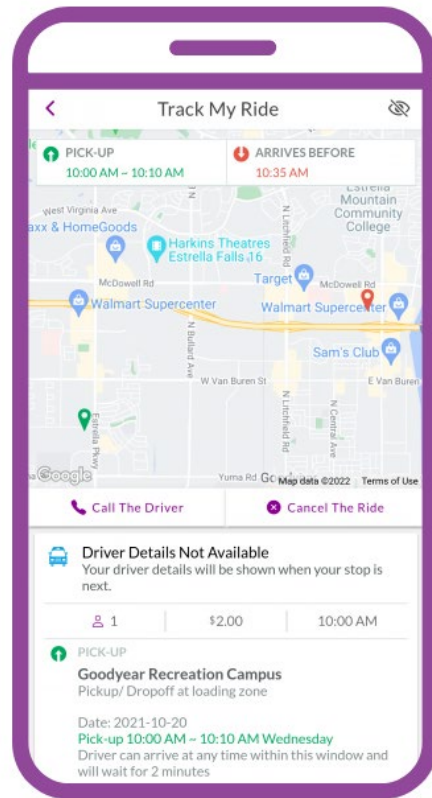 Track My Ride
PICK-UP
10:00 AM ~ 10:10 AM
ARRIVES BEFORE
10:35 AM
West Virginia Ave
axx & HomeGoods
N
Harkins Theatres
Estrella Falls 16
N Litchfield Rd
Estrella
Mountain
Community
College
McDowell Rd
Target
McDowell Rd
Walmart Supercenter
Walmart Supercenter
N Bullard Ave
Sam's Club
W Van Buren St
E Van Buren
Estrella Pkwy
N Litchfield Rd
N Central Ave
Google
Yuma Rd
Map data ©2022
Terms of Use
Call The Driver
Cancel The Ride
Driver Details Not Available
Your driver details will be shown when your stop is
next.
1
$2.00
10:00 AM
PICK-UP
Goodyear Recreation Campus
Pickup/ Dropoff at loading zone
Date: 2021-10-20
Pick-up 10:00 AM ~ 10:10 AM Wednesday
Driver can arrive at any time within this window and
will wait for 2 minutes